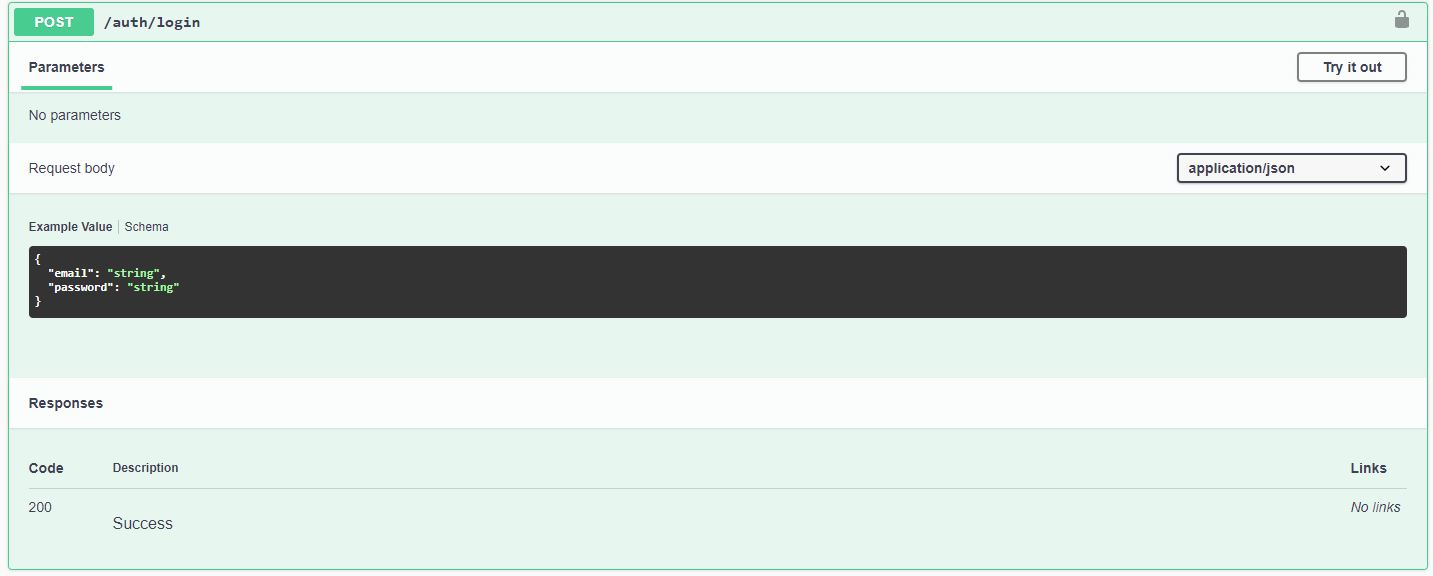 POST /auth/login
Parameters
Try it out
No parameters
Request body
application/json
Example Value Schema
{
"email": "string",
"password": "string"
}
Responses
Code Description Links
200 No links
Success